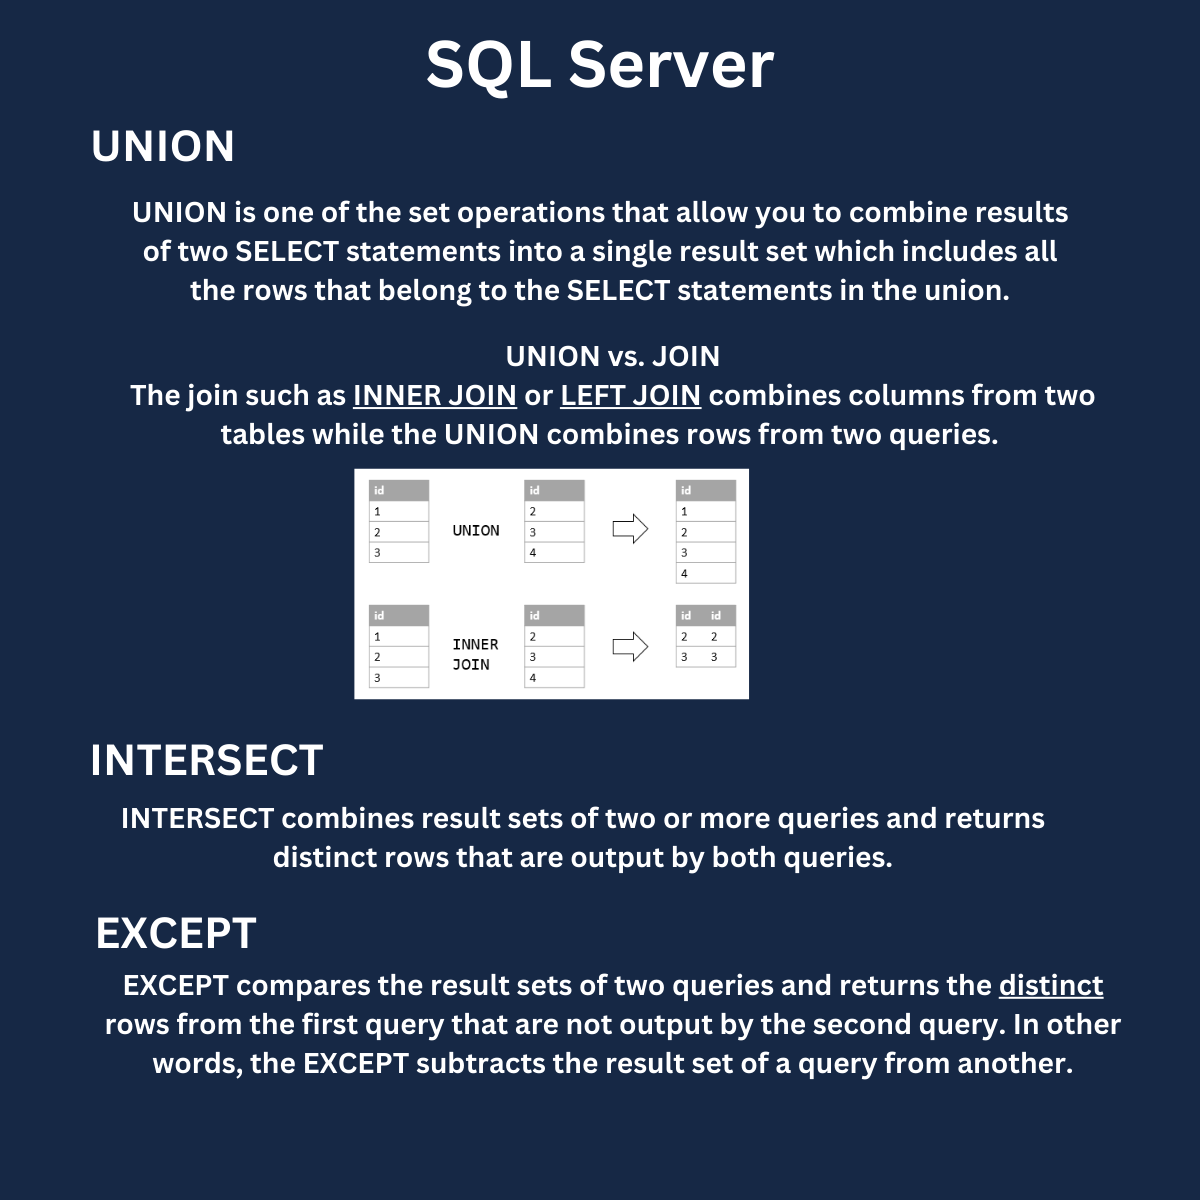 SQL Server
UNION
UNION is one of the set operations that allow you to combine results
of two SELECT statements into a single result set which includes all
the rows that belong to the SELECT statements in the union.
UNION vs. JOIN
The join such as INNER JOIN or LEFT JOIN combines columns from two
tables while the UNION combines rows from two queries.
id
1
2
3
UNION
id
2
3
4
id
1
2
3
4
id
1
2
3
INNER
JOIN
id
2
3
4
id id
2 2
3 3
INTERSECT
INTERSECT combines result sets of two or more queries and returns
distinct rows that are output by both queries.
EXCEPT
EXCEPT compares the result sets of two queries and returns the distinct
rows from the first query that are not output by the second query. In other
words, the EXCEPT subtracts the result set of a query from another.